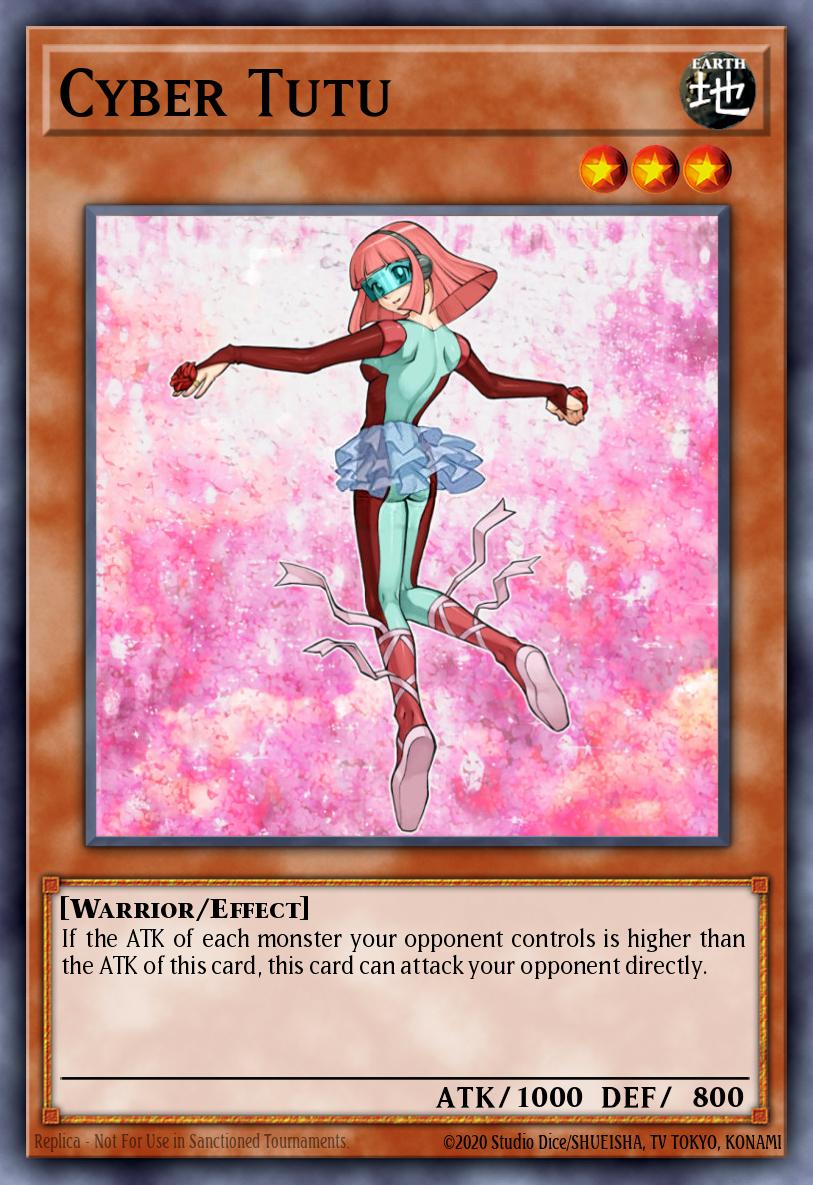 Cyber Tutu
EARTH
地
[Warrior/Effect]
If the ATK of each monster your opponent controls is higher than
the ATK of this card, this card can attack your opponent directly.
ATK/1000 DEF/ 800
Replica - Not For Use in Sanctioned Tournaments.
©2020 Studio Dice/SHUEISHA, TV TOKYO, KONAMI